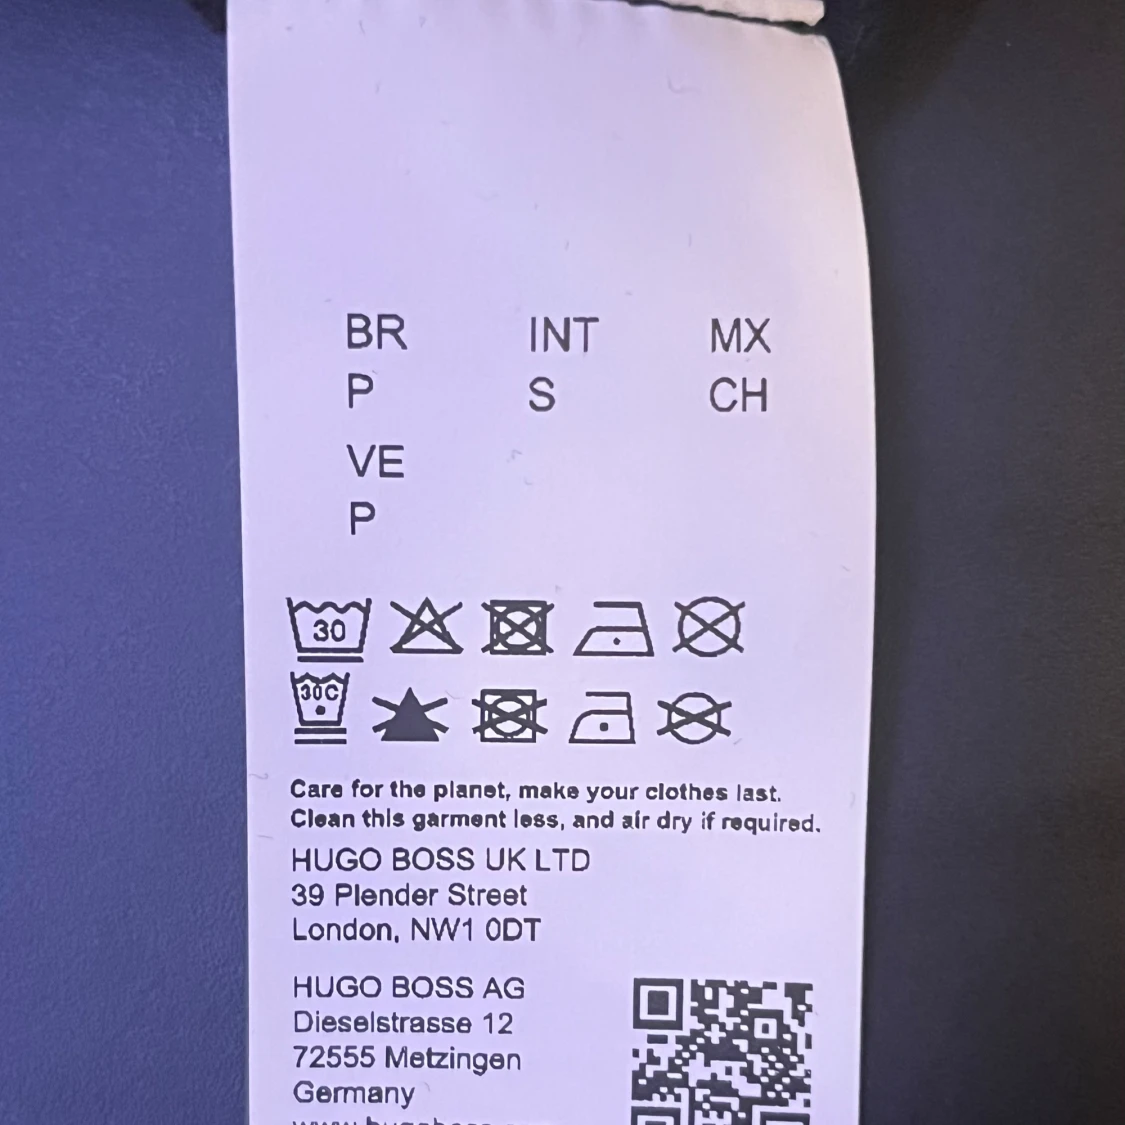 BR INT MX
P S CH
VE
P
30
30C
Care for the planet, make your clothes last.
Clean this garment less, and air dry if required.
HUGO BOSS UK LTD
39 Plender Street
London, NW1 0DT
HUGO BOSS AG
Dieselstrasse 12
72555 Metzingen
Germany